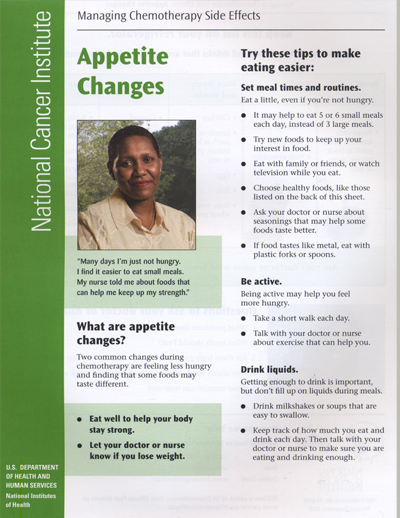 National Cancer Institute
Managing Chemotherapy Side Effects
Appetite
Changes
"Many days I'm just not hungry.
I find it easier to eat small meals.
My nurse told me about foods that
can help me keep up my strength."
What are appetite
changes?
Two common changes during
chemotherapy are feeling less hungry
and finding that some foods may
taste different.
● Eat well to help your body
stay strong.
● Let your doctor or nurse
know if you lose weight.
Try these tips to make
eating easier:
Set meal times and routines.
Eat a little, even if you're not hungry.
● It may help to eat 5 or 6 small meals
each day, instead of 3 large meals.
● Try new foods to keep up your
interest in food.
● Eat with family or friends, or watch
television while you eat.
● Choose healthy foods, like those
listed on the back of this sheet.
● Ask your doctor or nurse about
seasonings that may help some
foods taste better.
● If food tastes like metal, eat with
plastic forks or spoons.
Be active.
Being active may help you feel
more hungry.
● Take a short walk each day.
● Talk with your doctor or nurse
about exercise that can help you.
Drink liquids.
Getting enough to drink is important,
but don't fill up on liquids during meals.
● Drink milkshakes or soups that are
easy to swallow.
● Keep track of how much you eat and
drink each day. Then talk with your
doctor or nurse to make sure you are
eating and drinking enough.
U.S. DEPARTMENT
OF HEALTH AND
HUMAN SERVICES
National Institutes
of Health